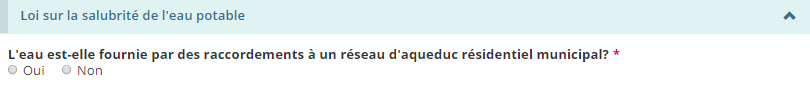 Loi sur la salubrité de l'eau potable
L'eau est-elle fournie par des raccordements à un réseau d'aqueduc résidentiel municipal? *
Oui Non